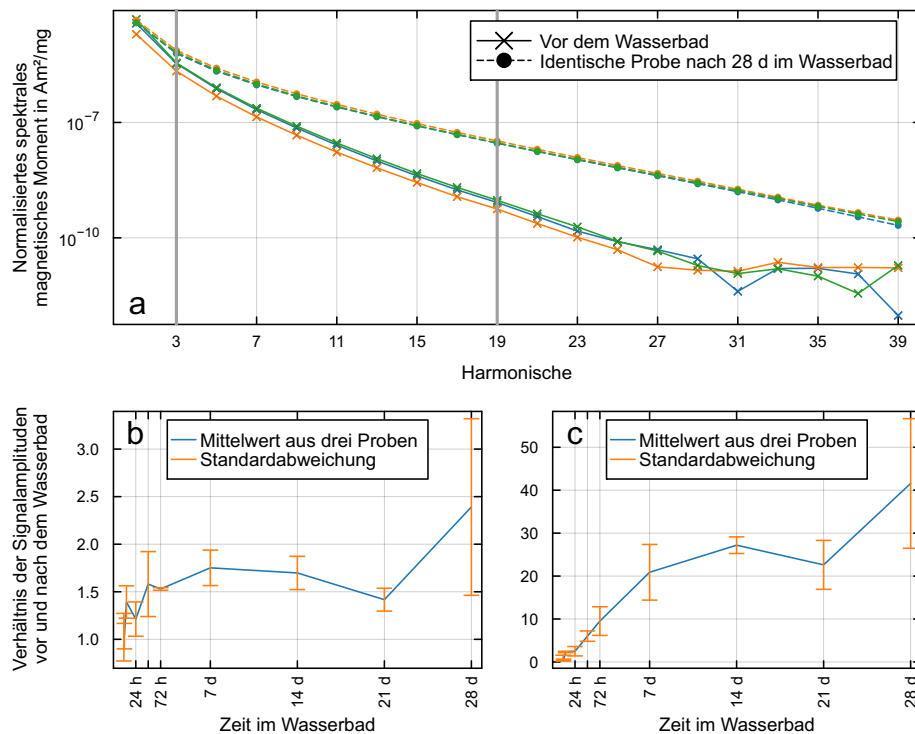 Normalisiertes spektrales
magnetisches Moment in Am²/mg
10⁻⁷
10⁻¹⁰
Vor dem Wasserbad
Identische Probe nach 28 d im Wasserbad
a
3 7 11 15 19 23 27 31 35 39
Harmonische
Verhältnis der Signalamplituden
vor und nach dem Wasserbad
b
Mittelwert aus drei Proben
Standardabweichung
3.0
2.5
2.0
1.5
1.0
24 h 72 h 7 d 14 d 21 d 28 d
Zeit im Wasserbad
c
Mittelwert aus drei Proben
Standardabweichung
50
40
30
20
10
0
24 h 72 h 7 d 14 d 21 d 28 d
Zeit im Wasserbad